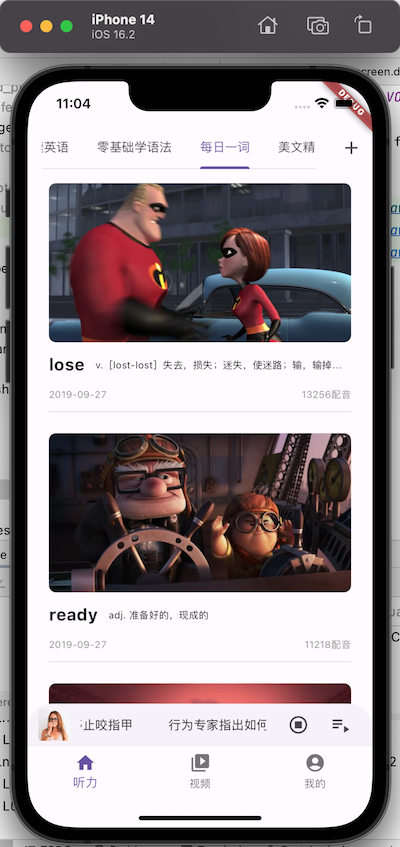 iPhone 14
iOS 16.2
screen.d
11:04
DEBUG
英语 零基础学语法 每日一词 美文精 +
lose v. [lost-lost] 失去，损失；迷失，使迷路；输，输掉...
2019-09-27 13256配音
ready adj. 准备好的，现成的
2019-09-27 11218配音
止咬指甲 行为专家指出如何
听力 视频 我的